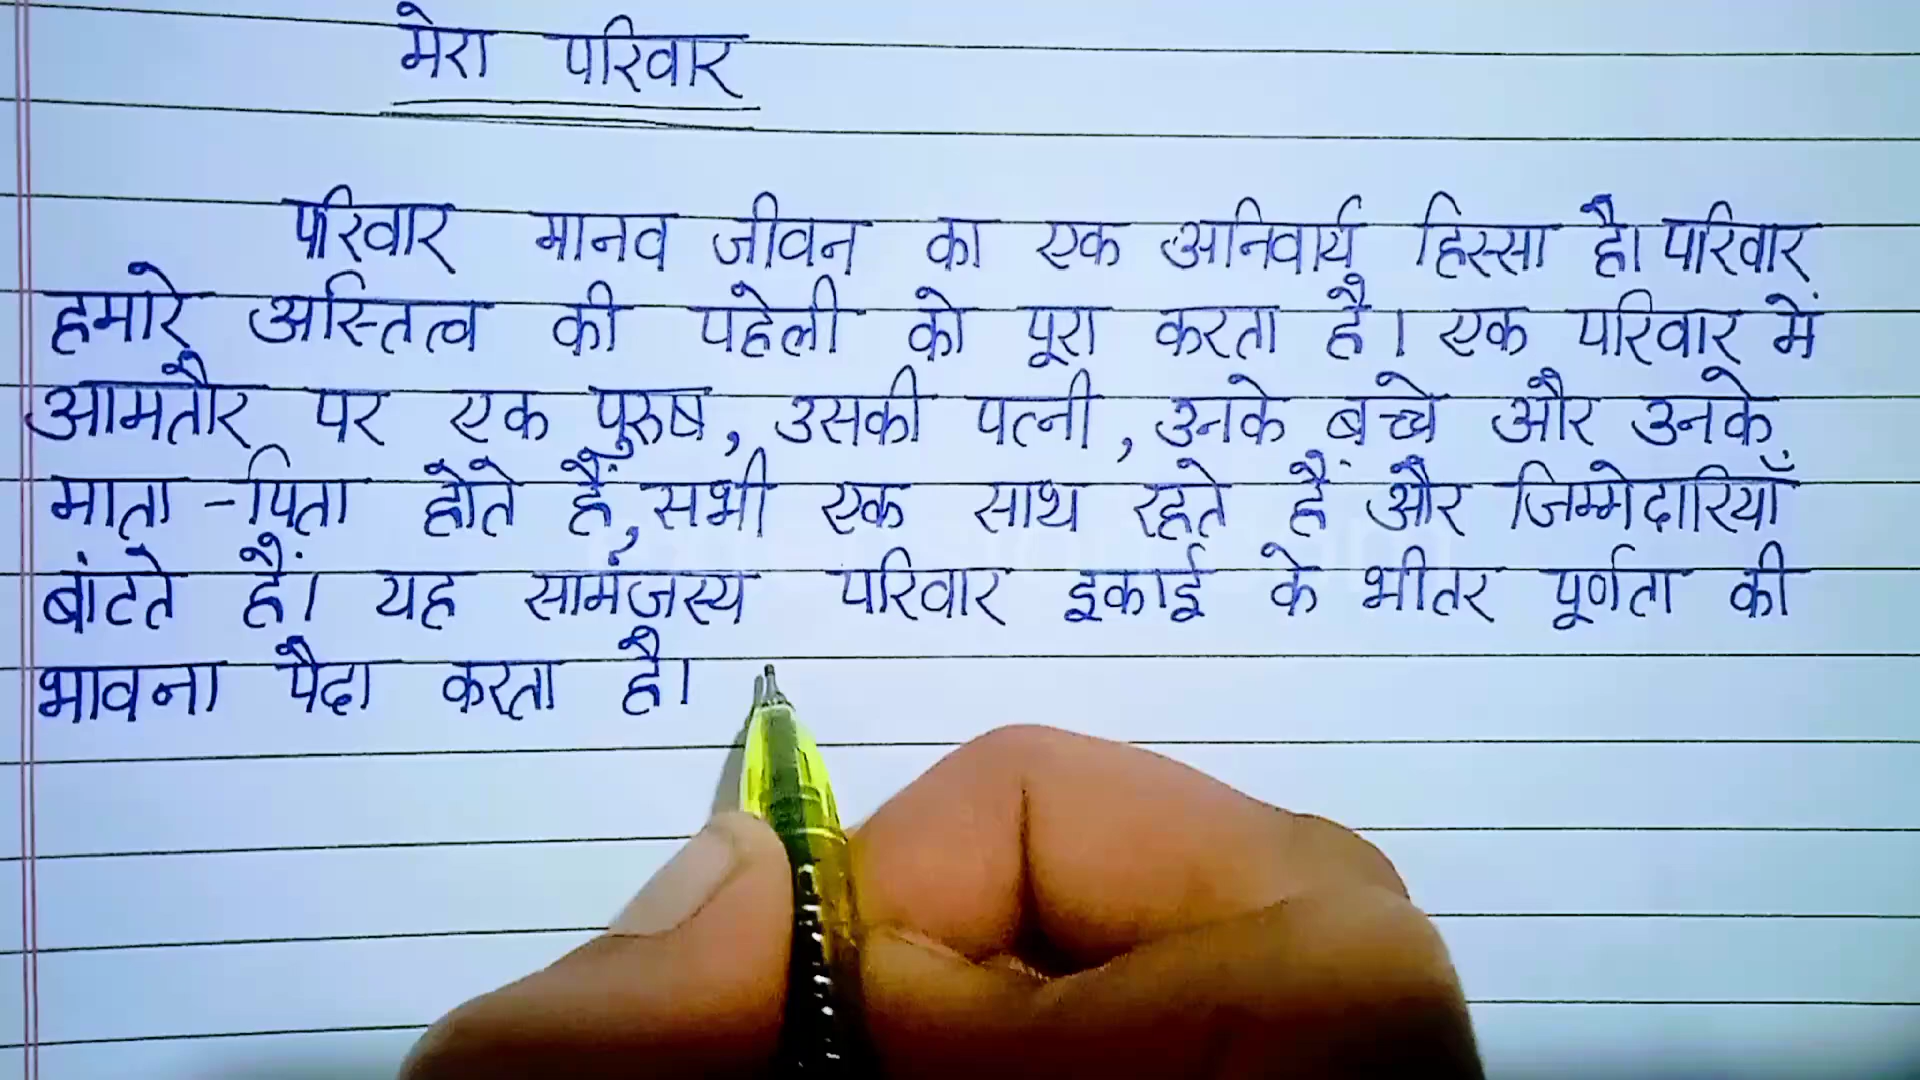 मेरा परिवार
परिवार मानव जीवन का एक अनिवार्य हिस्सा है। परिवार
हमारे अस्तित्व की पहेली को पूरा करता है। एक परिवार में
आमतौर पर एक पुरुष, उसकी पत्नी, उनके बच्चे और उनके
माता-पिता होते हैं, सभी एक साथ रहते हैं और जिम्मेदारियाँ
बांटते हैं। यह सामंजस्य परिवार इकाई के भीतर पूर्णता की
भावना पैदा करता है।